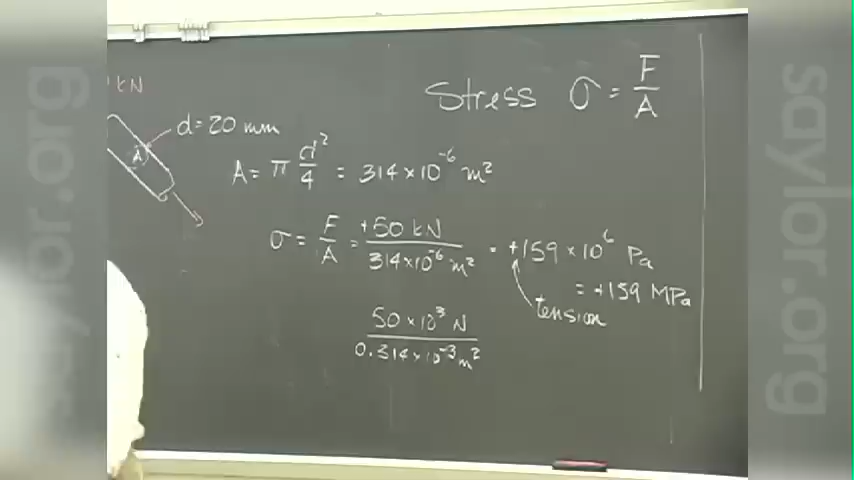 Stress σ = F/A
kN
d = 20 mm
A
A = π d²/4 = 314 × 10⁻⁶ m²
σ = F/A = +50 kN / 314×10⁻⁶ m² = +159 × 10⁶ Pa
= +159 MPa
tension
50 × 10³ N / 0.314 × 10⁻³ m²
saylor.org
saylor.org